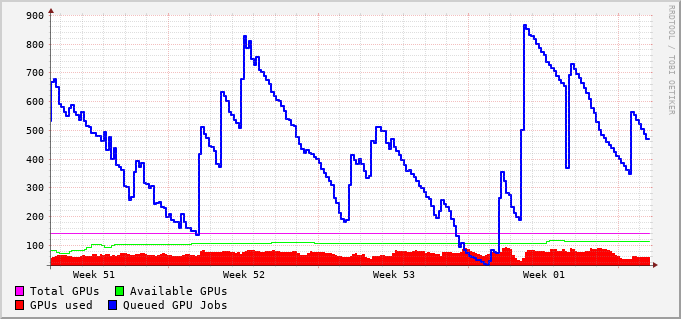 900
800
700
600
500
400
300
200
100
Week 51 Week 52 Week 53 Week 01
Total GPUs Available GPUs
GPUs used Queued GPU Jobs
RRDTOOL / TOBI OETIKER